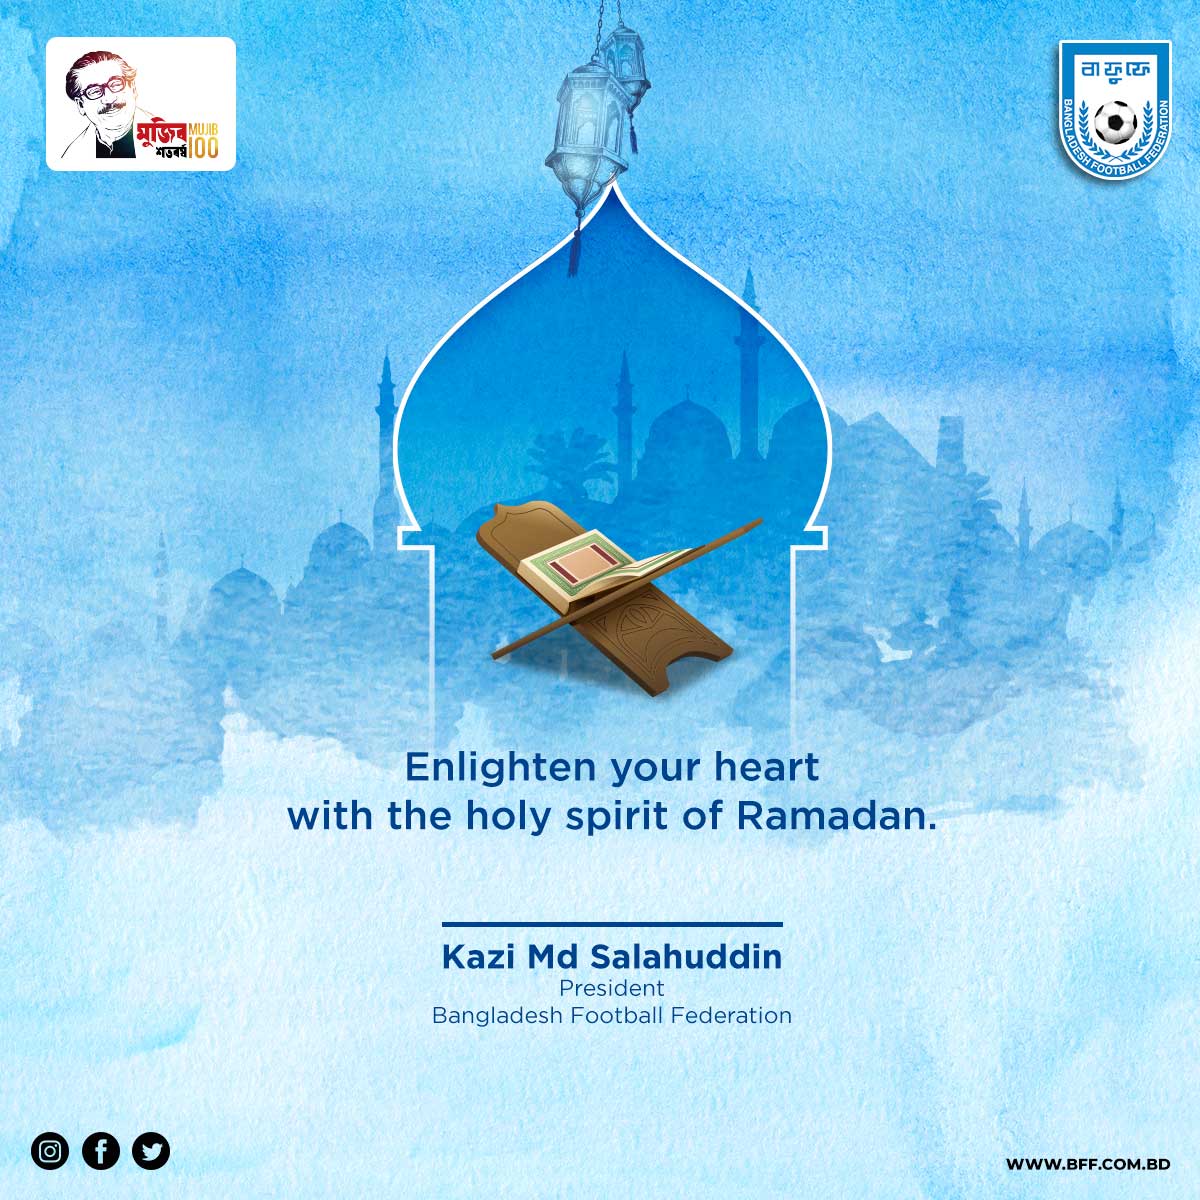 মুজিব MUJIB
শতবর্ষ 100
বা ফু ফে
BANGLADESH FOOTBALL FEDERATION
Enlighten your heart
with the holy spirit of Ramadan.
Kazi Md Salahuddin
President
Bangladesh Football Federation
WWW.BFF.COM.BD